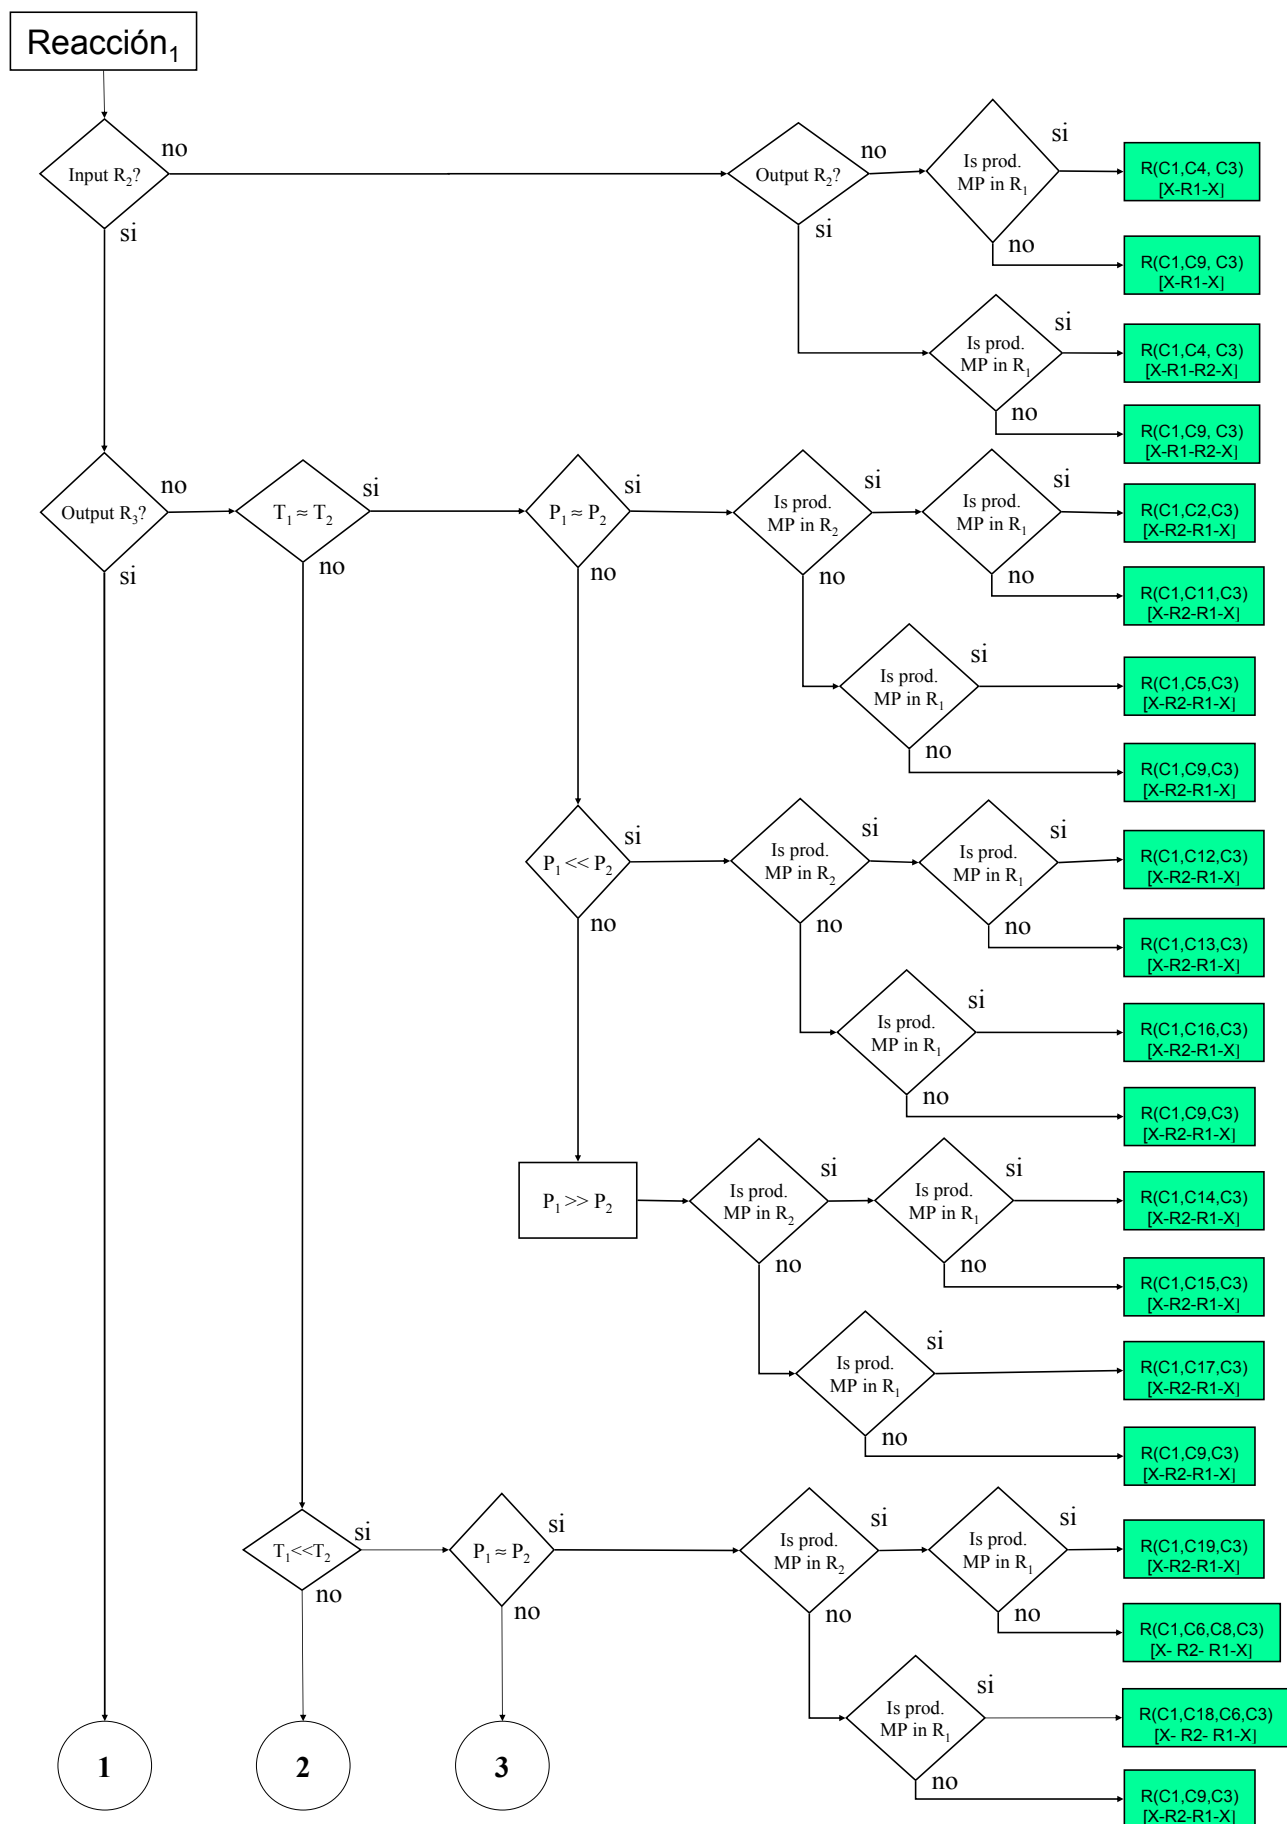 Reacción₁
Input R₂?
no
si
Output R₂?
no
si
Is prod.
MP in R₁
si
no
R(C1,C4, C3)
[X-R1-X]
R(C1,C9, C3)
[X-R1-X]
Is prod.
MP in R₁
si
no
R(C1,C4, C3)
[X-R1-R2-X]
R(C1,C9, C3)
[X-R1-R2-X]
Output R₃?
no
si
T₁ ≈ T₂
si
no
P₁ ≈ P₂
si
no
Is prod.
MP in R₂
si
no
Is prod.
MP in R₁
si
no
R(C1,C2,C3)
[X-R2-R1-X]
R(C1,C11,C3)
[X-R2-R1-X]
Is prod.
MP in R₁
si
no
R(C1,C5,C3)
[X-R2-R1-X]
R(C1,C9,C3)
[X-R2-R1-X]
P₁ << P₂
si
no
Is prod.
MP in R₂
si
no
Is prod.
MP in R₁
si
no
R(C1,C12,C3)
[X-R2-R1-X]
R(C1,C13,C3)
[X-R2-R1-X]
Is prod.
MP in R₁
si
no
R(C1,C16,C3)
[X-R2-R1-X]
R(C1,C9,C3)
[X-R2-R1-X]
P₁ >> P₂
Is prod.
MP in R₂
si
no
Is prod.
MP in R₁
si
no
R(C1,C14,C3)
[X-R2-R1-X]
R(C1,C15,C3)
[X-R2-R1-X]
Is prod.
MP in R₁
si
no
R(C1,C17,C3)
[X-R2-R1-X]
R(C1,C9,C3)
[X-R2-R1-X]
T₁<<T₂
si
no
P₁ ≈ P₂
si
no
Is prod.
MP in R₂
si
no
Is prod.
MP in R₁
si
no
R(C1,C19,C3)
[X-R2-R1-X]
R(C1,C6,C8,C3)
[X- R2- R1-X]
Is prod.
MP in R₁
si
no
R(C1,C18,C6,C3)
[X- R2- R1-X]
R(C1,C9,C3)
[X-R2-R1-X]
1
2
3